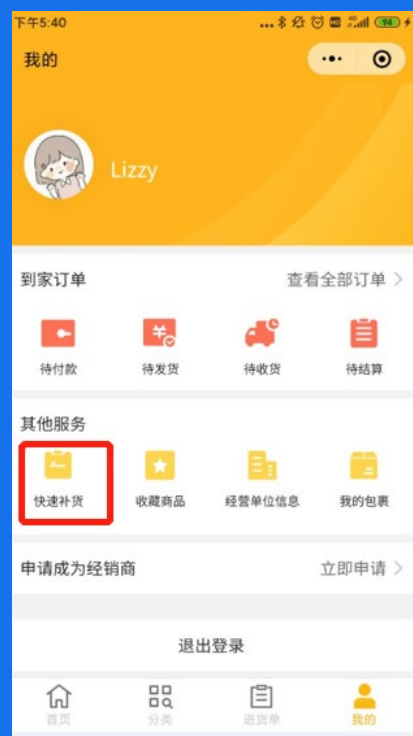 下午5:40
4G
94
我的
Lizzy
到家订单
查看全部订单
待付款
待发货
待收货
待结算
其他服务
快速补货
收藏商品
经营单位信息
我的包裹
申请成为经销商
立即申请
退出登录
首页
分类
进货单
我的